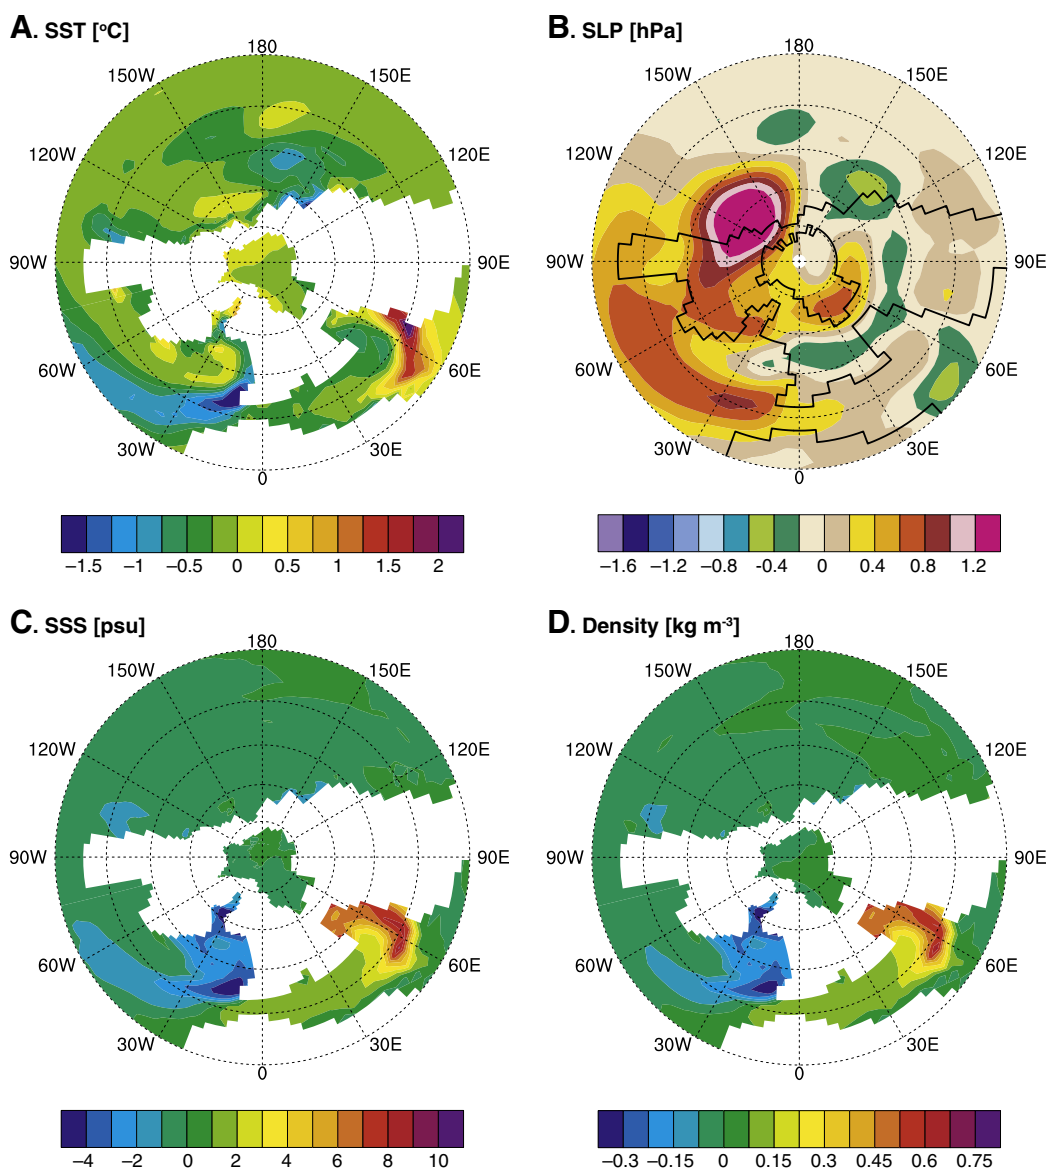 A. SST [ºC]
180
150W
150E
120W
120E
90W
90E
60W
60E
30W
30E
0
−1.5 −1 −0.5 0 0.5 1 1.5 2
B. SLP [hPa]
180
150W
150E
120W
120E
90W
90E
60W
60E
30W
30E
0
−1.6 −1.2 −0.8 -0.4 0 0.4 0.8 1.2
C. SSS [psu]
180
150W
150E
120W
120E
90W
90E
60W
60E
30W
30E
0
−4 −2 0 2 4 6 8 10
D. Density [kg m⁻³]
180
150W
150E
120W
120E
90W
90E
60W
60E
30W
30E
0
−0.3 −0.15 0 0.15 0.3 0.45 0.6 0.75